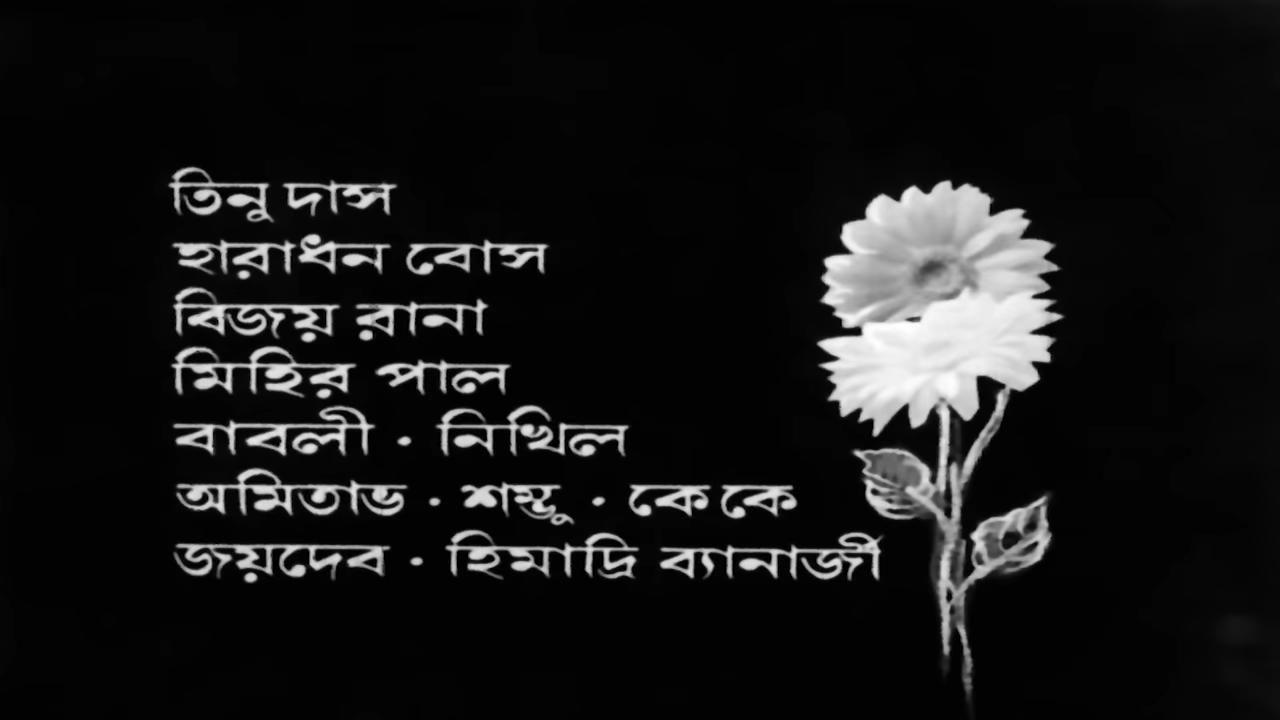 তিনু দাস
হারাধন বোস
বিজয় রানা
মিহির পাল
বাবলী · নিখিল
অমিতাভ · শম্ভু · কে কে
জয়দেব · হিমাদ্রি ব্যানার্জী